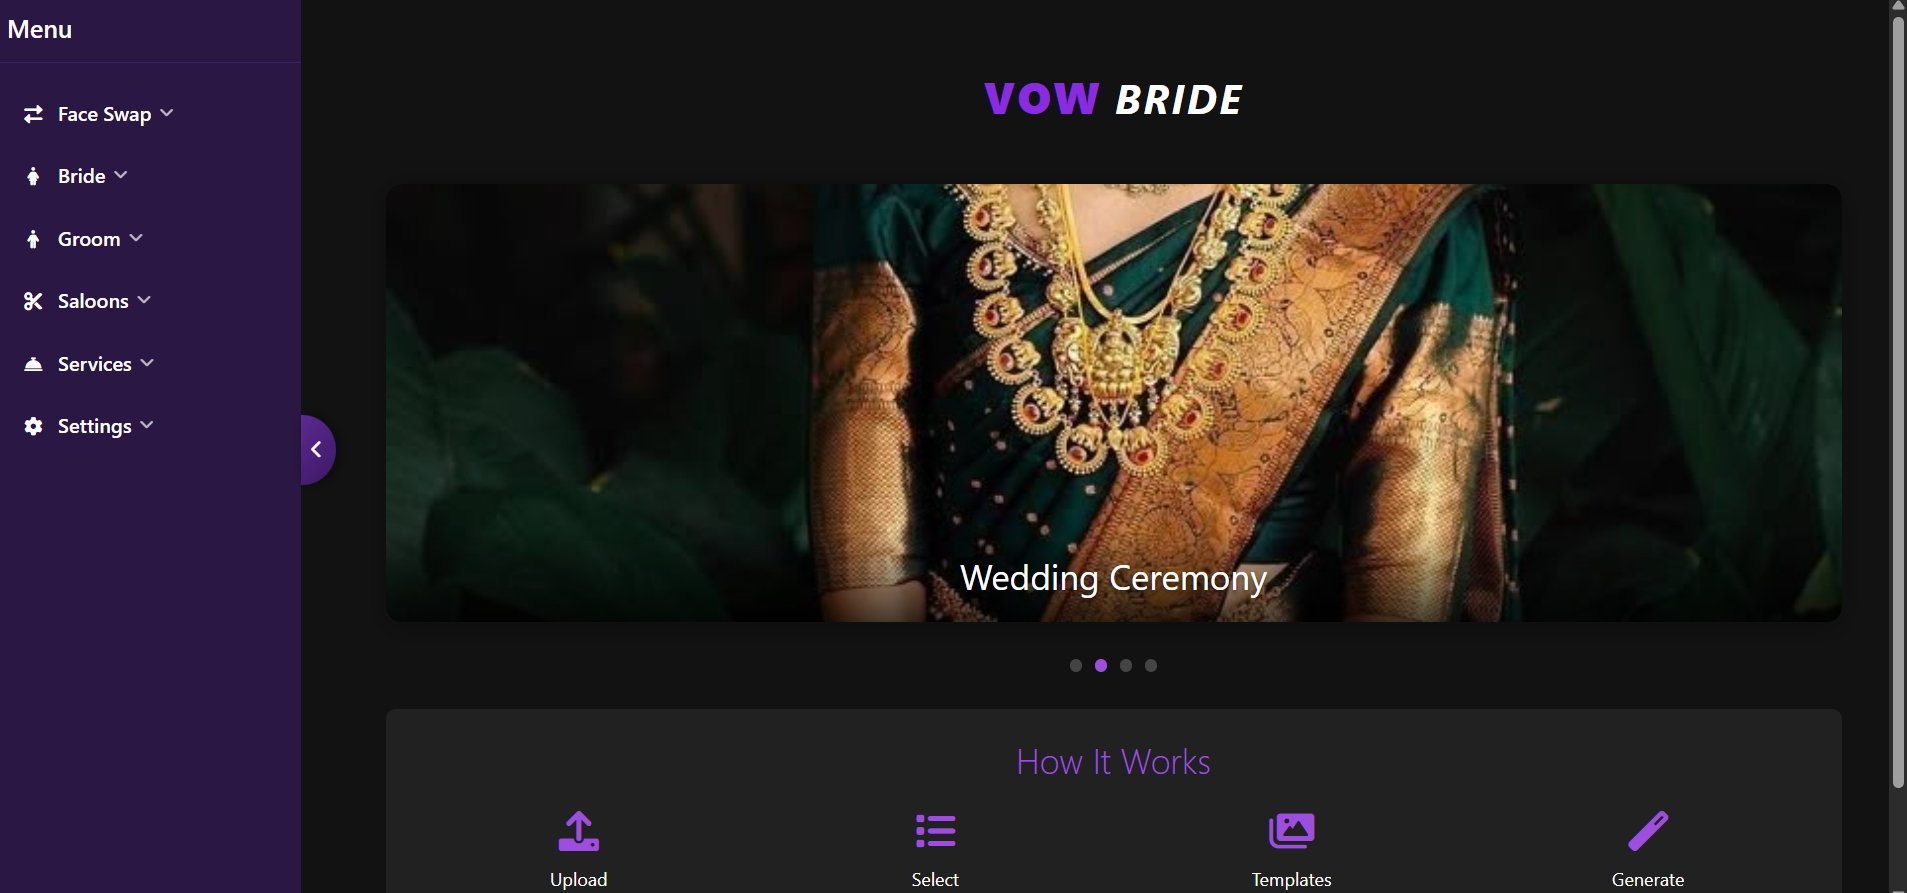 Menu
Face Swap
Bride
Groom
Saloons
Services
Settings
VOW BRIDE
Wedding Ceremony
How It Works
Upload
Select
Templates
Generate